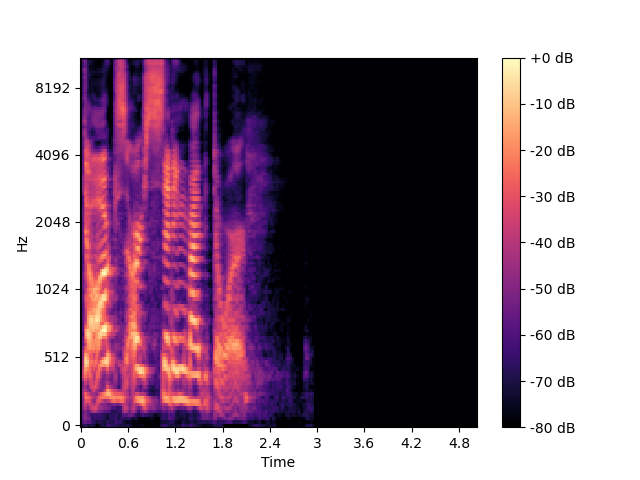 +0 dB
8192
-10 dB
4096
-20 dB
-30 dB
2048
Hz
-40 dB
1024
-50 dB
512
-60 dB
-70 dB
0
-80 dB
0 0.6 1.2 1.8 2.4 3 3.6 4.2 4.8
Time